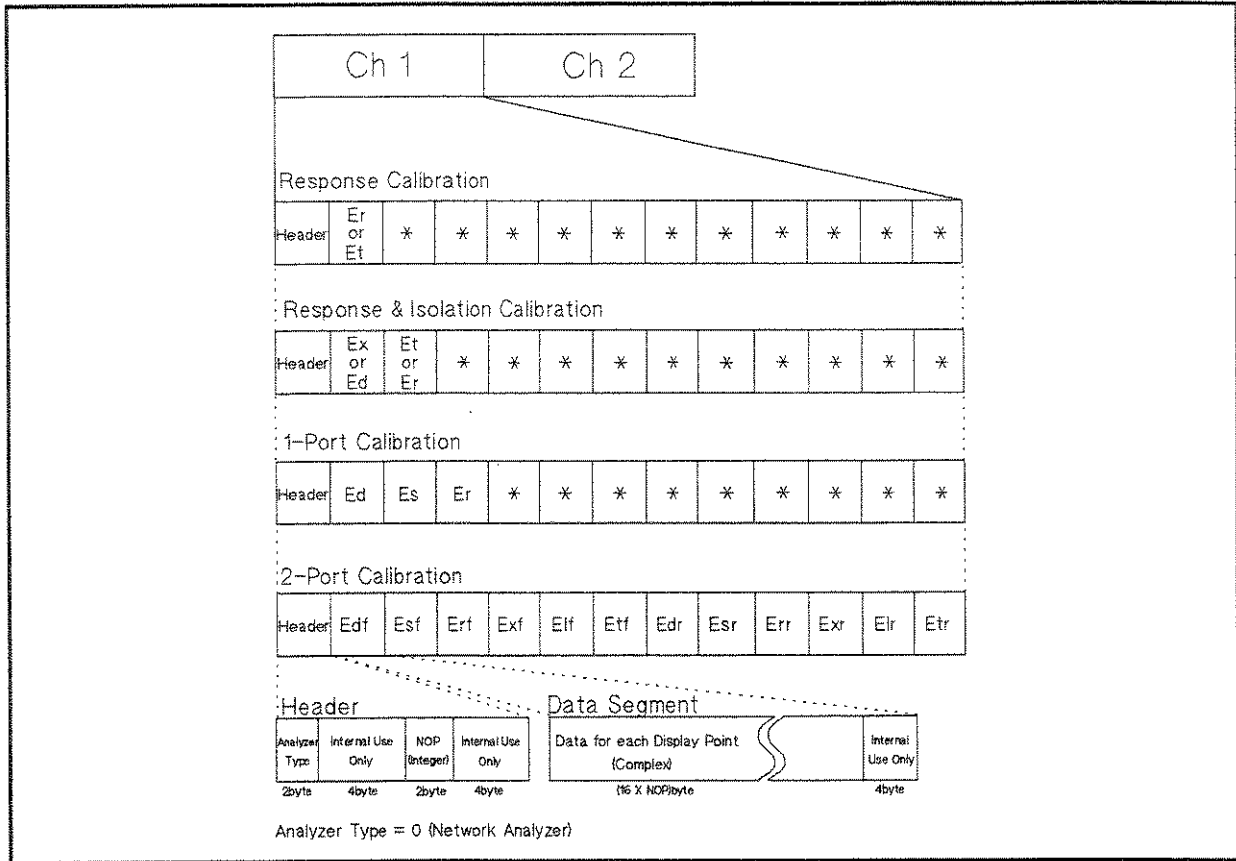 Ch 1 Ch 2
Response Calibration
Header Er or Et * * * * * * * * * * *
Response & Isolation Calibration
Header Ex or Ed Et or Er * * * * * * * * * *
1-Port Calibration
Header Ed Es Er * * * * * * * * *
2-Port Calibration
Header Edf Esf Erf Exf Elf Etf Edr Esr Err Exr Elr Etr
Header Data Segment
Analyzer Type Internal Use Only NOP (Integer) Internal Use Only Data for each Display Point (Complex) Internal Use Only
2byte 4byte 2byte 4byte (16 X NOP)byte 4byte
Analyzer Type = 0 (Network Analyzer)